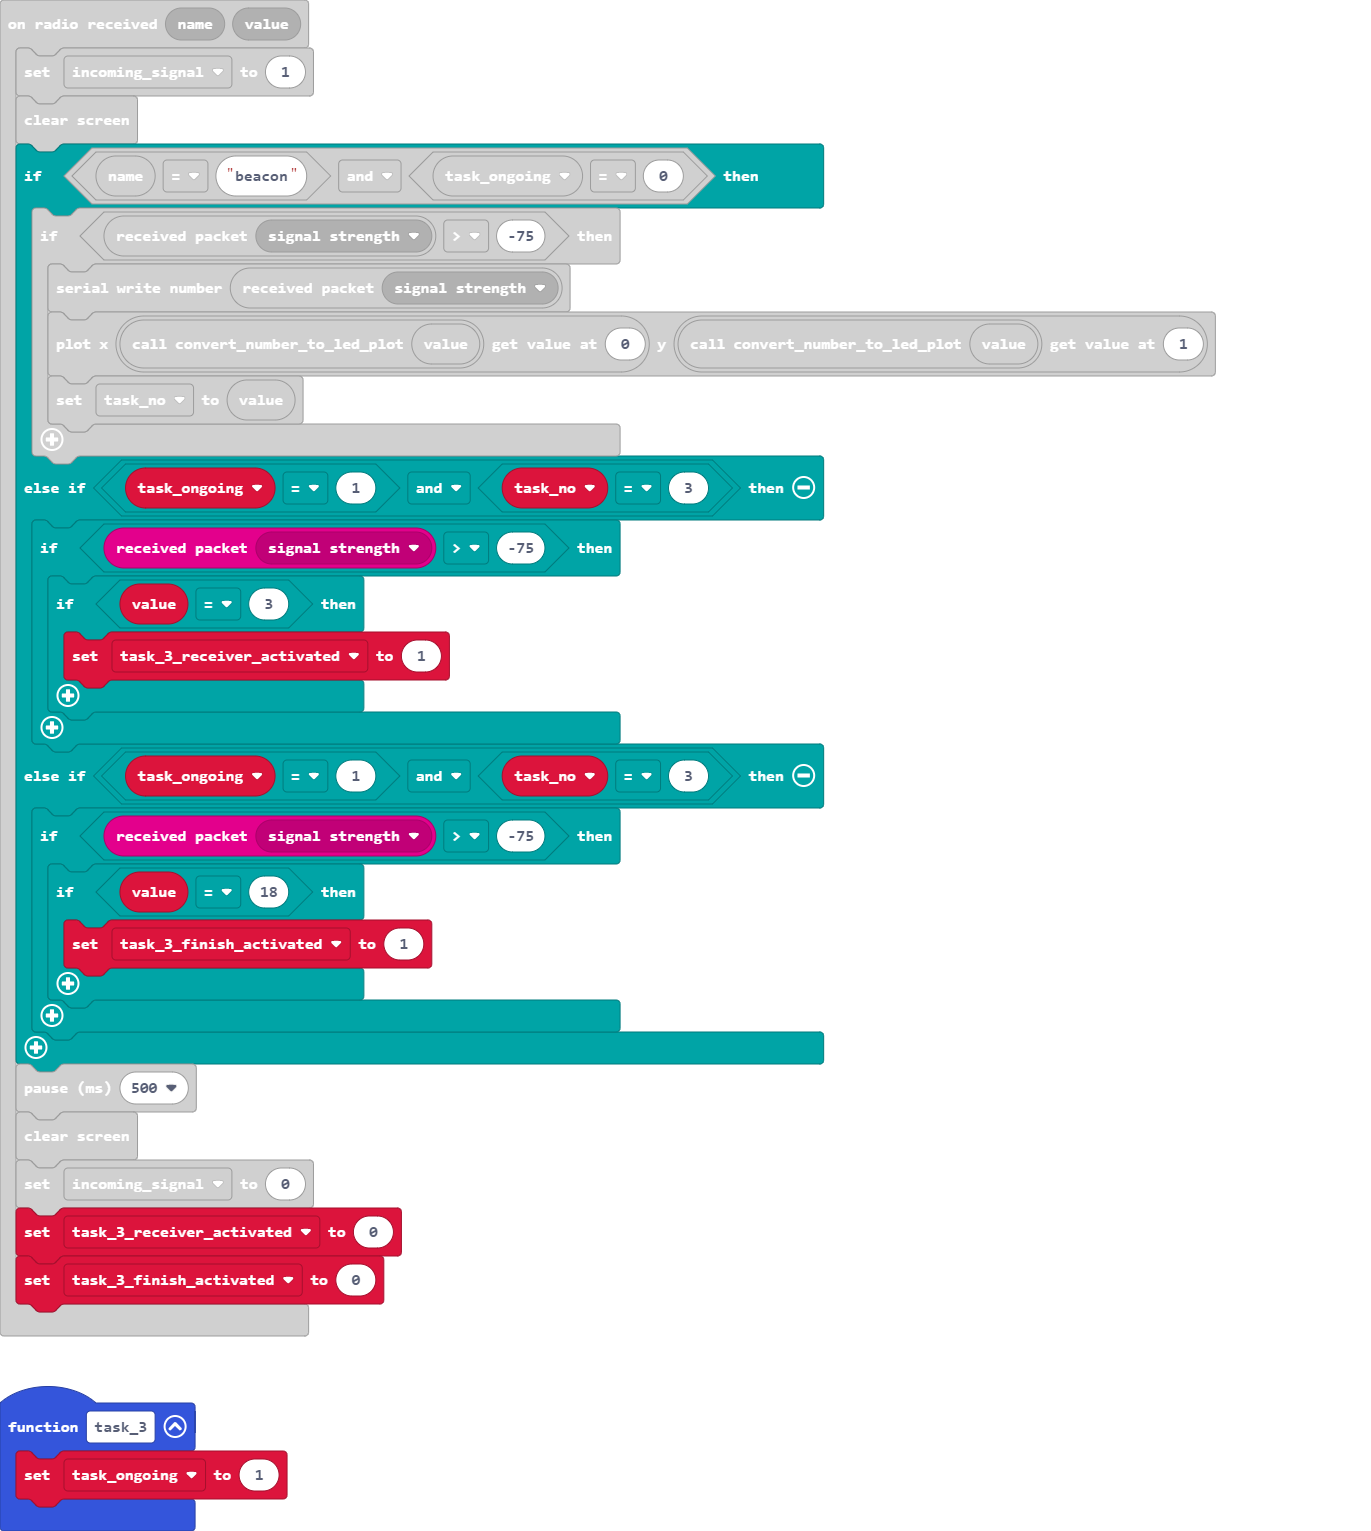 on radio received name value
set incoming_signal to 1
clear screen
if name = "beacon" and task_ongoing = 0 then
if received packet signal strength > -75 then
serial write number received packet signal strength
plot x call convert_number_to_led_plot value get value at 0 y call convert_number_to_led_plot value get value at 1
set task_no to value
else if task_ongoing = 1 and task_no = 3 then
if received packet signal strength > -75 then
if value = 3 then
set task_3_receiver_activated to 1
else if task_ongoing = 1 and task_no = 3 then
if received packet signal strength > -75 then
if value = 18 then
set task_3_finish_activated to 1
pause (ms) 500
clear screen
set incoming_signal to 0
set task_3_receiver_activated to 0
set task_3_finish_activated to 0
function task_3
set task_ongoing to 1